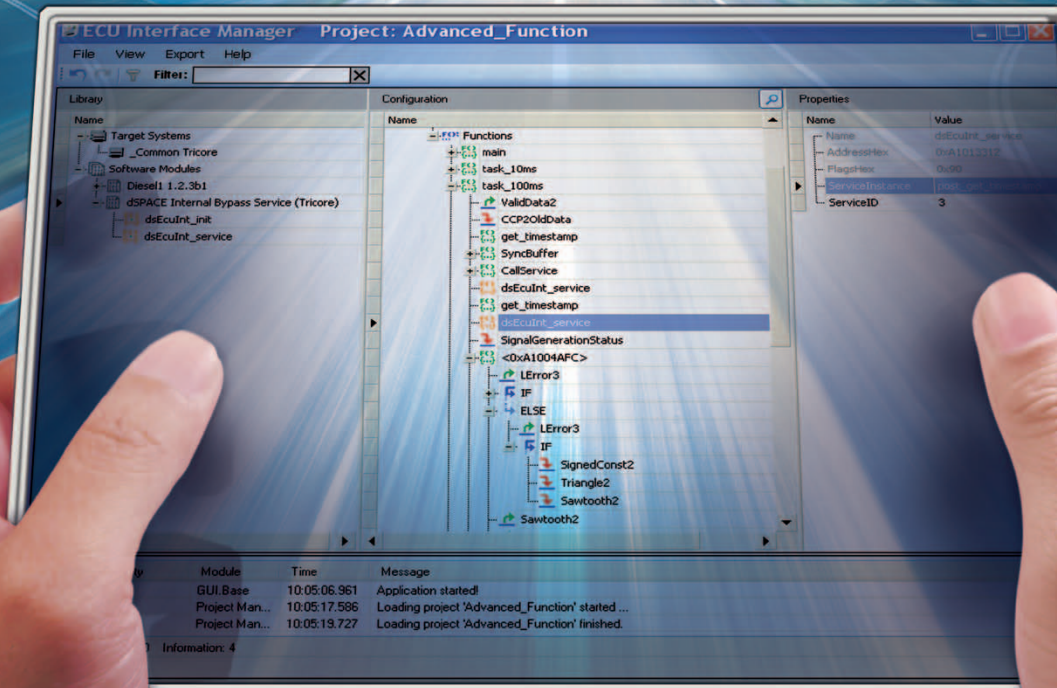 ECU Interface Manager Project: Advanced_Function
File View Export Help
Filter:
Library
Name
Target Systems
_Common Tricore
Software Modules
Diesel1 1.2.3b1
dSPACE Internal Bypass Service (Tricore)
dsEcuInt_init
dsEcuInt_service
Configuration
Name
Functions
main
task_10ms
task_100ms
ValidData2
CCP2OldData
get_timestamp
SyncBuffer
CallService
dsEcuInt_service
get_timestamp
dsEcuInt_service
SignalGenerationStatus
<0xA1004AFC>
LError3
IF
ELSE
LError3
IF
SignedConst2
Triangle2
Sawtooth2
Sawtooth2
Properties
Name Value
Name dsEcuInt_service
AddressHex 0xA1012312
FlagsHex 0x80
ServiceInstance
ServiceID 3
Module Time Message
GUI.Base 10:05:06.961 Application started!
Project Man... 10:05:17.586 Loading project 'Advanced_Function' started ...
Project Man... 10:05:19.727 Loading project 'Advanced_Function' finished.
Information: 4